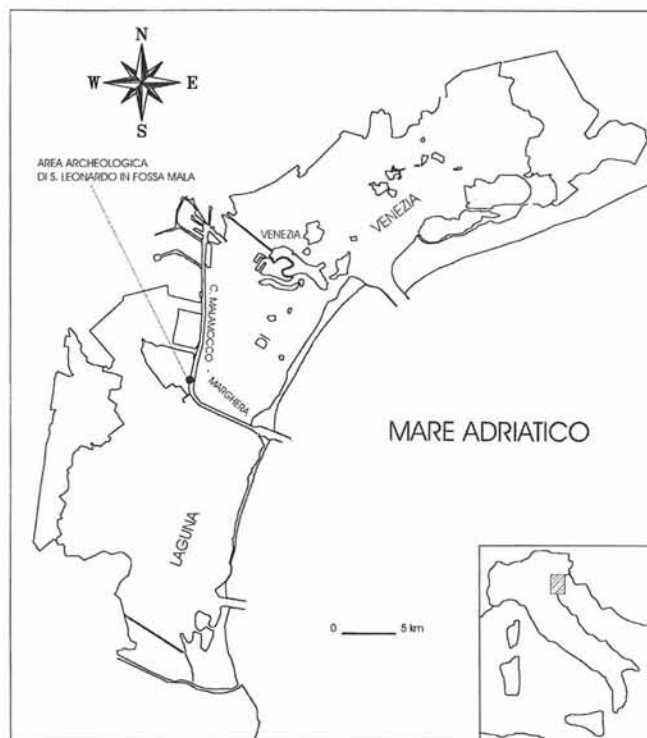 N
W E
S
AREA ARCHEOLOGICA
DI S. LEONARDO IN FOSSA MALA
VENEZIA
VENEZIA
DI
C. MALAMOCCO - MARGHERA
MARE ADRIATICO
LAGUNA
0 5 km